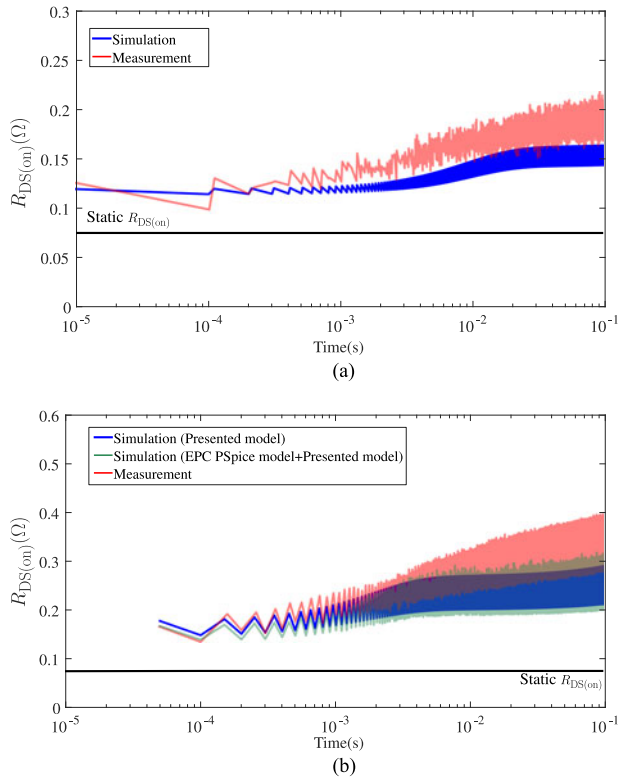 0.3
0.25
0.2
0.15
0.1
0.05
0
R_DS(on)(Ω)
Simulation
Measurement
Static R_DS(on)
10^-5
10^-4
10^-3
10^-2
10^-1
Time(s)
(a)
0.6
0.5
0.4
0.3
0.2
0.1
0
R_DS(on)(Ω)
Simulation (Presented model)
Simulation (EPC PSpice model+Presented model)
Measurement
Static R_DS(on)
10^-5
10^-4
10^-3
10^-2
10^-1
Time(s)
(b)